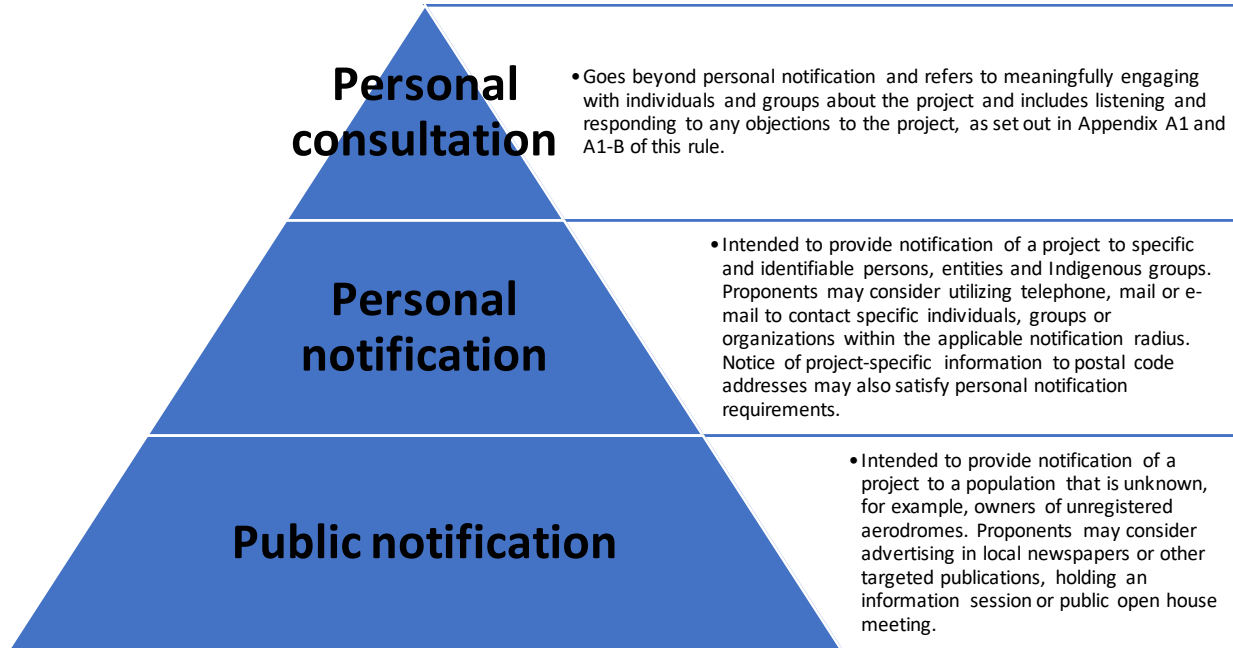 Personal
consultation
•Goes beyond personal notification and refers to meaningfully engaging
with individuals and groups about the project and includes listening and
responding to any objections to the project, as set out in Appendix A1 and
A1-B of this rule.
Personal
notification
•Intended to provide notification of a project to specific
and identifiable persons, entities and Indigenous groups.
Proponents may consider utilizing telephone, mail or e-
mail to contact specific individuals, groups or
organizations within the applicable notification radius.
Notice of project-specific information to postal code
addresses may also satisfy personal notification
requirements.
Public notification
•Intended to provide notification of a
project to a population that is unknown,
for example, owners of unregistered
aerodromes. Proponents may consider
advertising in local newspapers or other
targeted publications, holding an
information session or public open house
meeting.